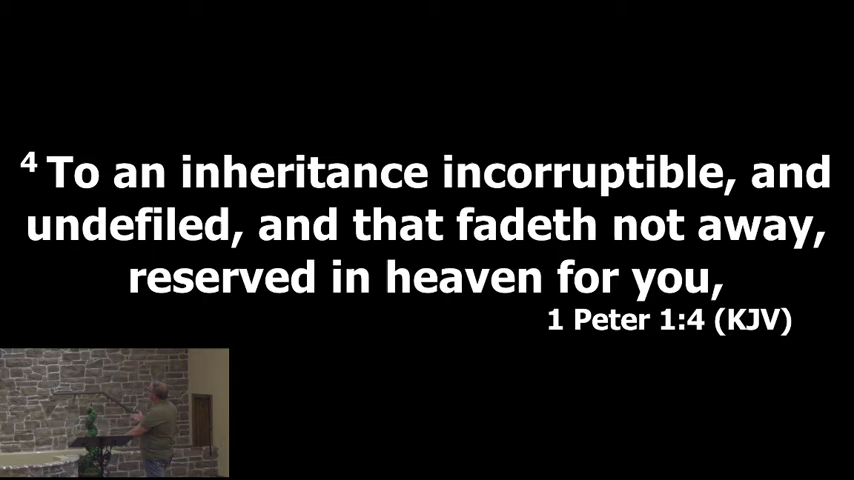 4 To an inheritance incorruptible, and
undefiled, and that fadeth not away,
reserved in heaven for you,
1 Peter 1:4 (KJV)